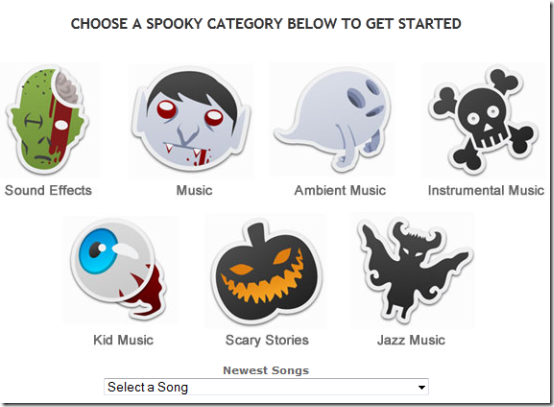 CHOOSE A SPOOKY CATEGORY BELOW TO GET STARTED
Sound Effects
Music
Ambient Music
Instrumental Music
Kid Music
Scary Stories
Jazz Music
Newest Songs
Select a Song